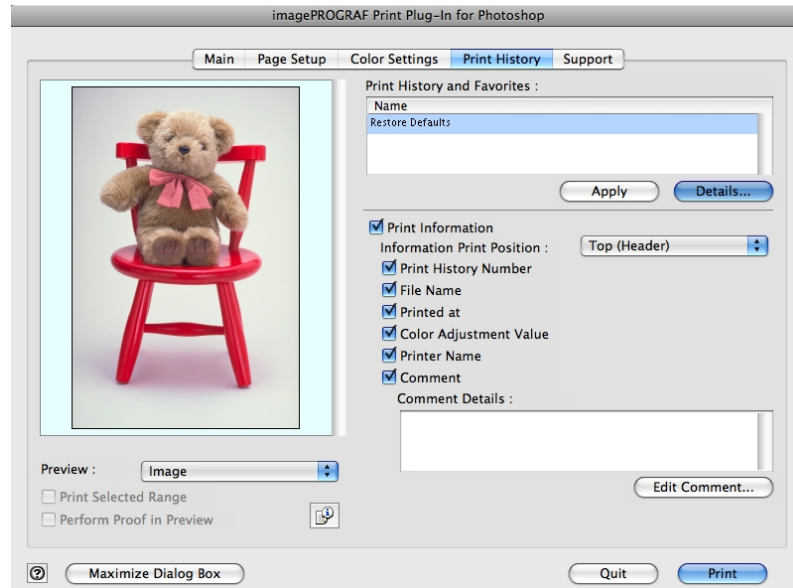 imagePROGRAF Print Plug-In for Photoshop
Main Page Setup Color Settings Print History Support
Print History and Favorites :
Name
Restore Defaults
Apply Details...
Print Information
Information Print Position : Top (Header)
Print History Number
File Name
Printed at
Color Adjustment Value
Printer Name
Comment
Comment Details :
Edit Comment...
Preview : Image
Print Selected Range
Perform Proof in Preview
Maximize Dialog Box Quit Print